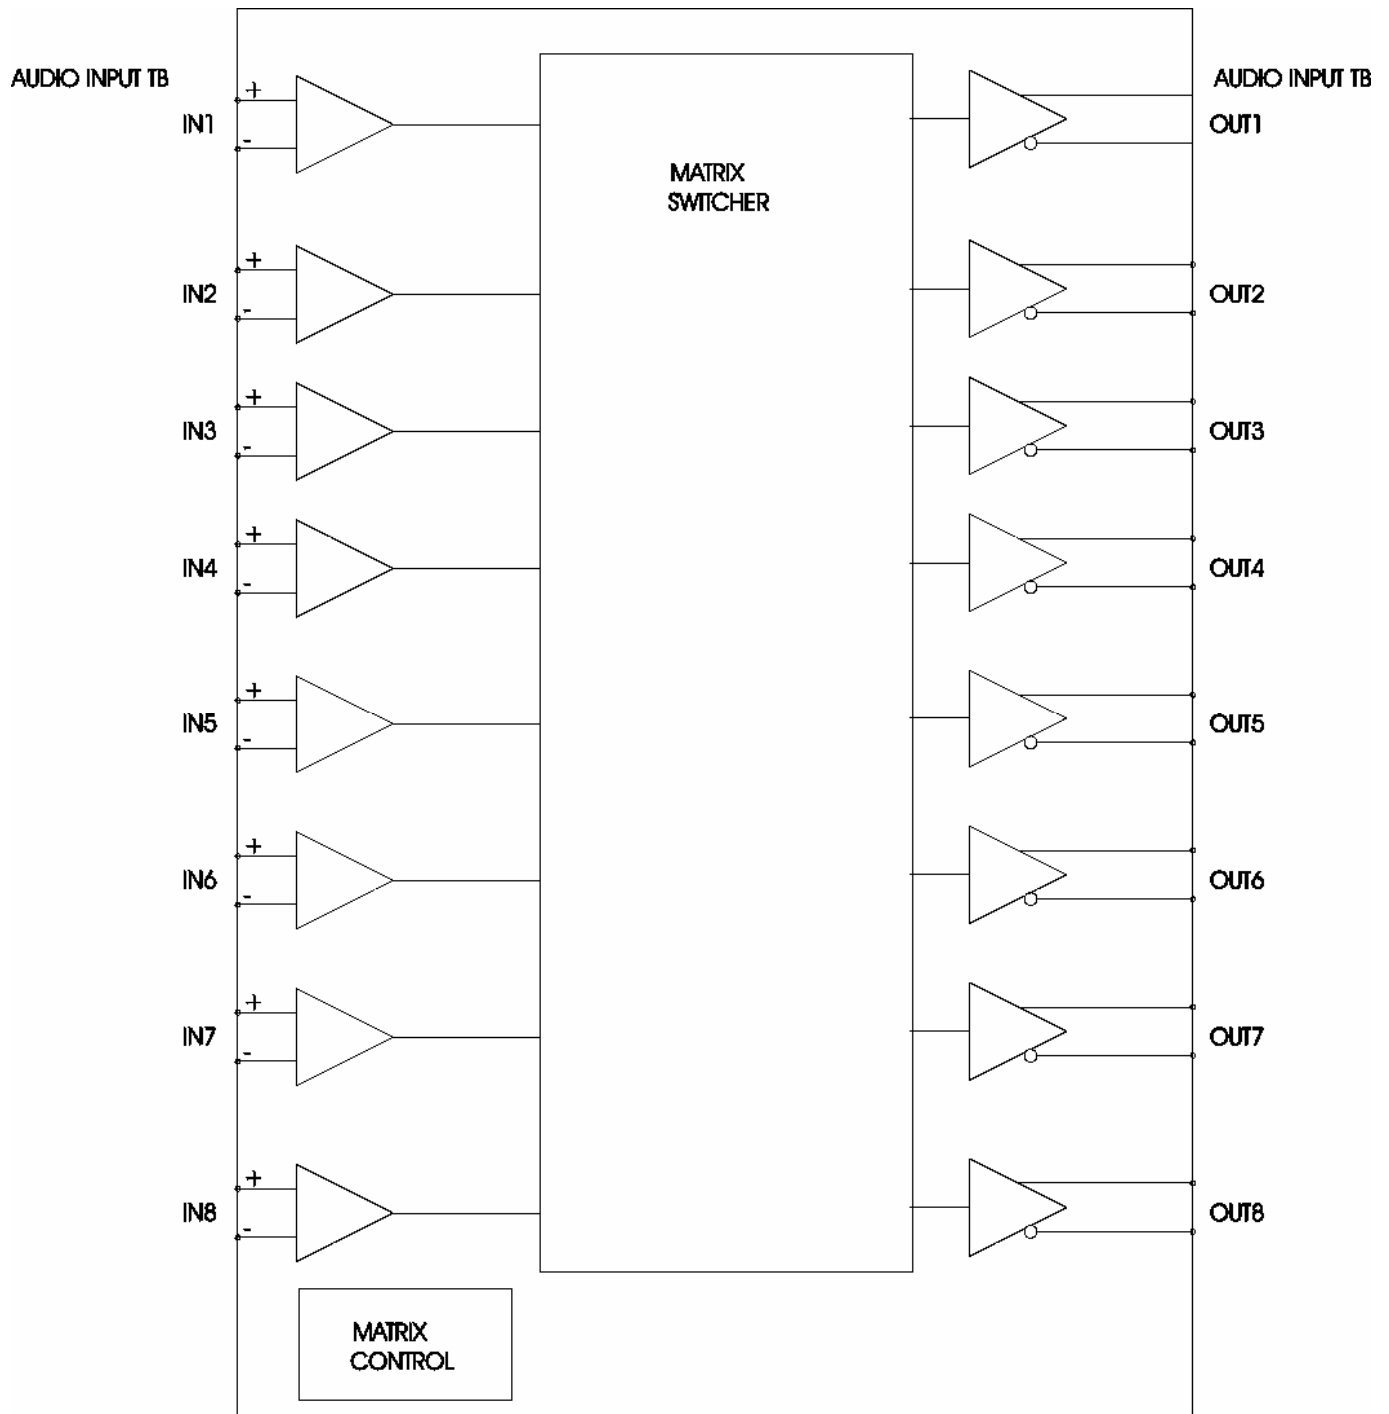 AUDIO INPUT TB
AUDIO INPUT TB
+
IN1
-
OUT1
MATRIX
SWITCHER
+
IN2
-
OUT2
+
IN3
-
OUT3
+
IN4
-
OUT4
+
IN5
-
OUT5
+
IN6
-
OUT6
+
IN7
-
OUT7
+
IN8
-
OUT8
MATRIX
CONTROL